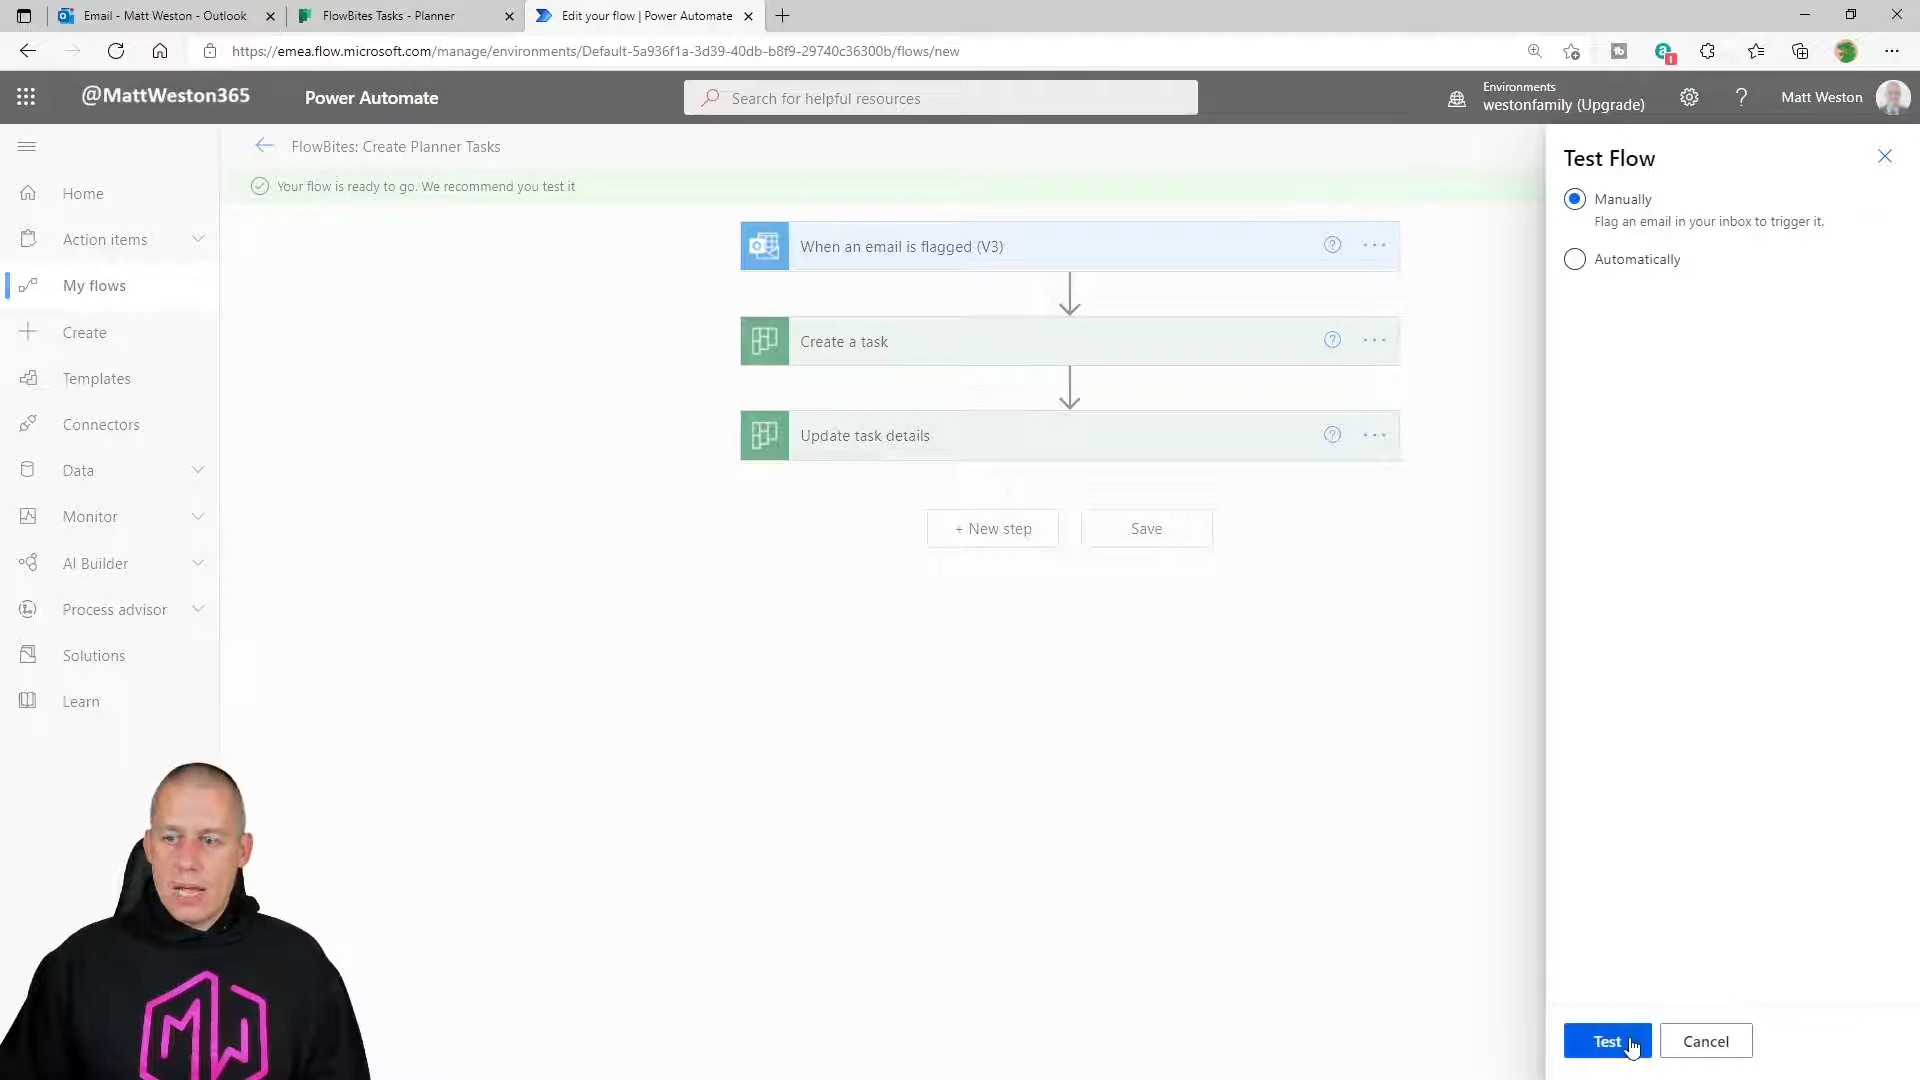 Email - Matt Weston - Outlook
FlowBites Tasks - Planner
Edit your flow | Power Automate
https://emea.flow.microsoft.com/manage/environments/Default-5a936f1a-3d39-40db-b8f9-29740c36300b/flows/new
1
@MattWeston365
Power Automate
Search for helpful resources
Environments
westonfamily (Upgrade)
?
Matt Weston
FlowBites: Create Planner Tasks
Your flow is ready to go. We recommend you test it
Home
Action items
My flows
Create
Templates
Connectors
Data
Monitor
AI Builder
Process advisor
Solutions
Learn
When an email is flagged (V3)
Create a task
Update task details
+ New step
Save
Test Flow
Manually
Flag an email in your inbox to trigger it.
Automatically
Test
Cancel
MW